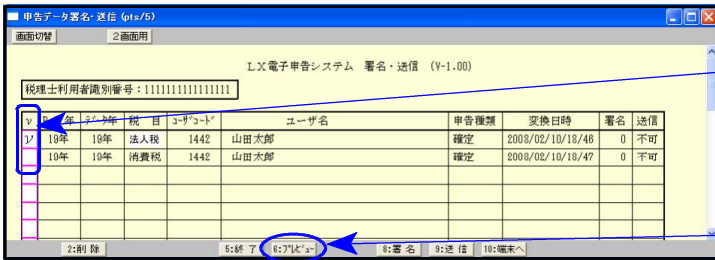 申告データ署名・送信 (pts/5)
画面切替 2画面用
LX電子申告システム 署名・送信 (V-1.00)
税理士利用者識別番号:1111111111111111
ν 年 データ年 税 目 ユーザコード ユーザ名 申告種類 変換日時 署名 送信
ν 19年 19年 法人税 1442 山田太郎 確定 2008/02/10/18/46 0 不可
19年 19年 消費税 1442 山田太郎 確定 2008/02/10/18/47 0 不可
2:削 除 5:終 了 6:プレビュー 8:署 名 9:送 信 10:端末へ